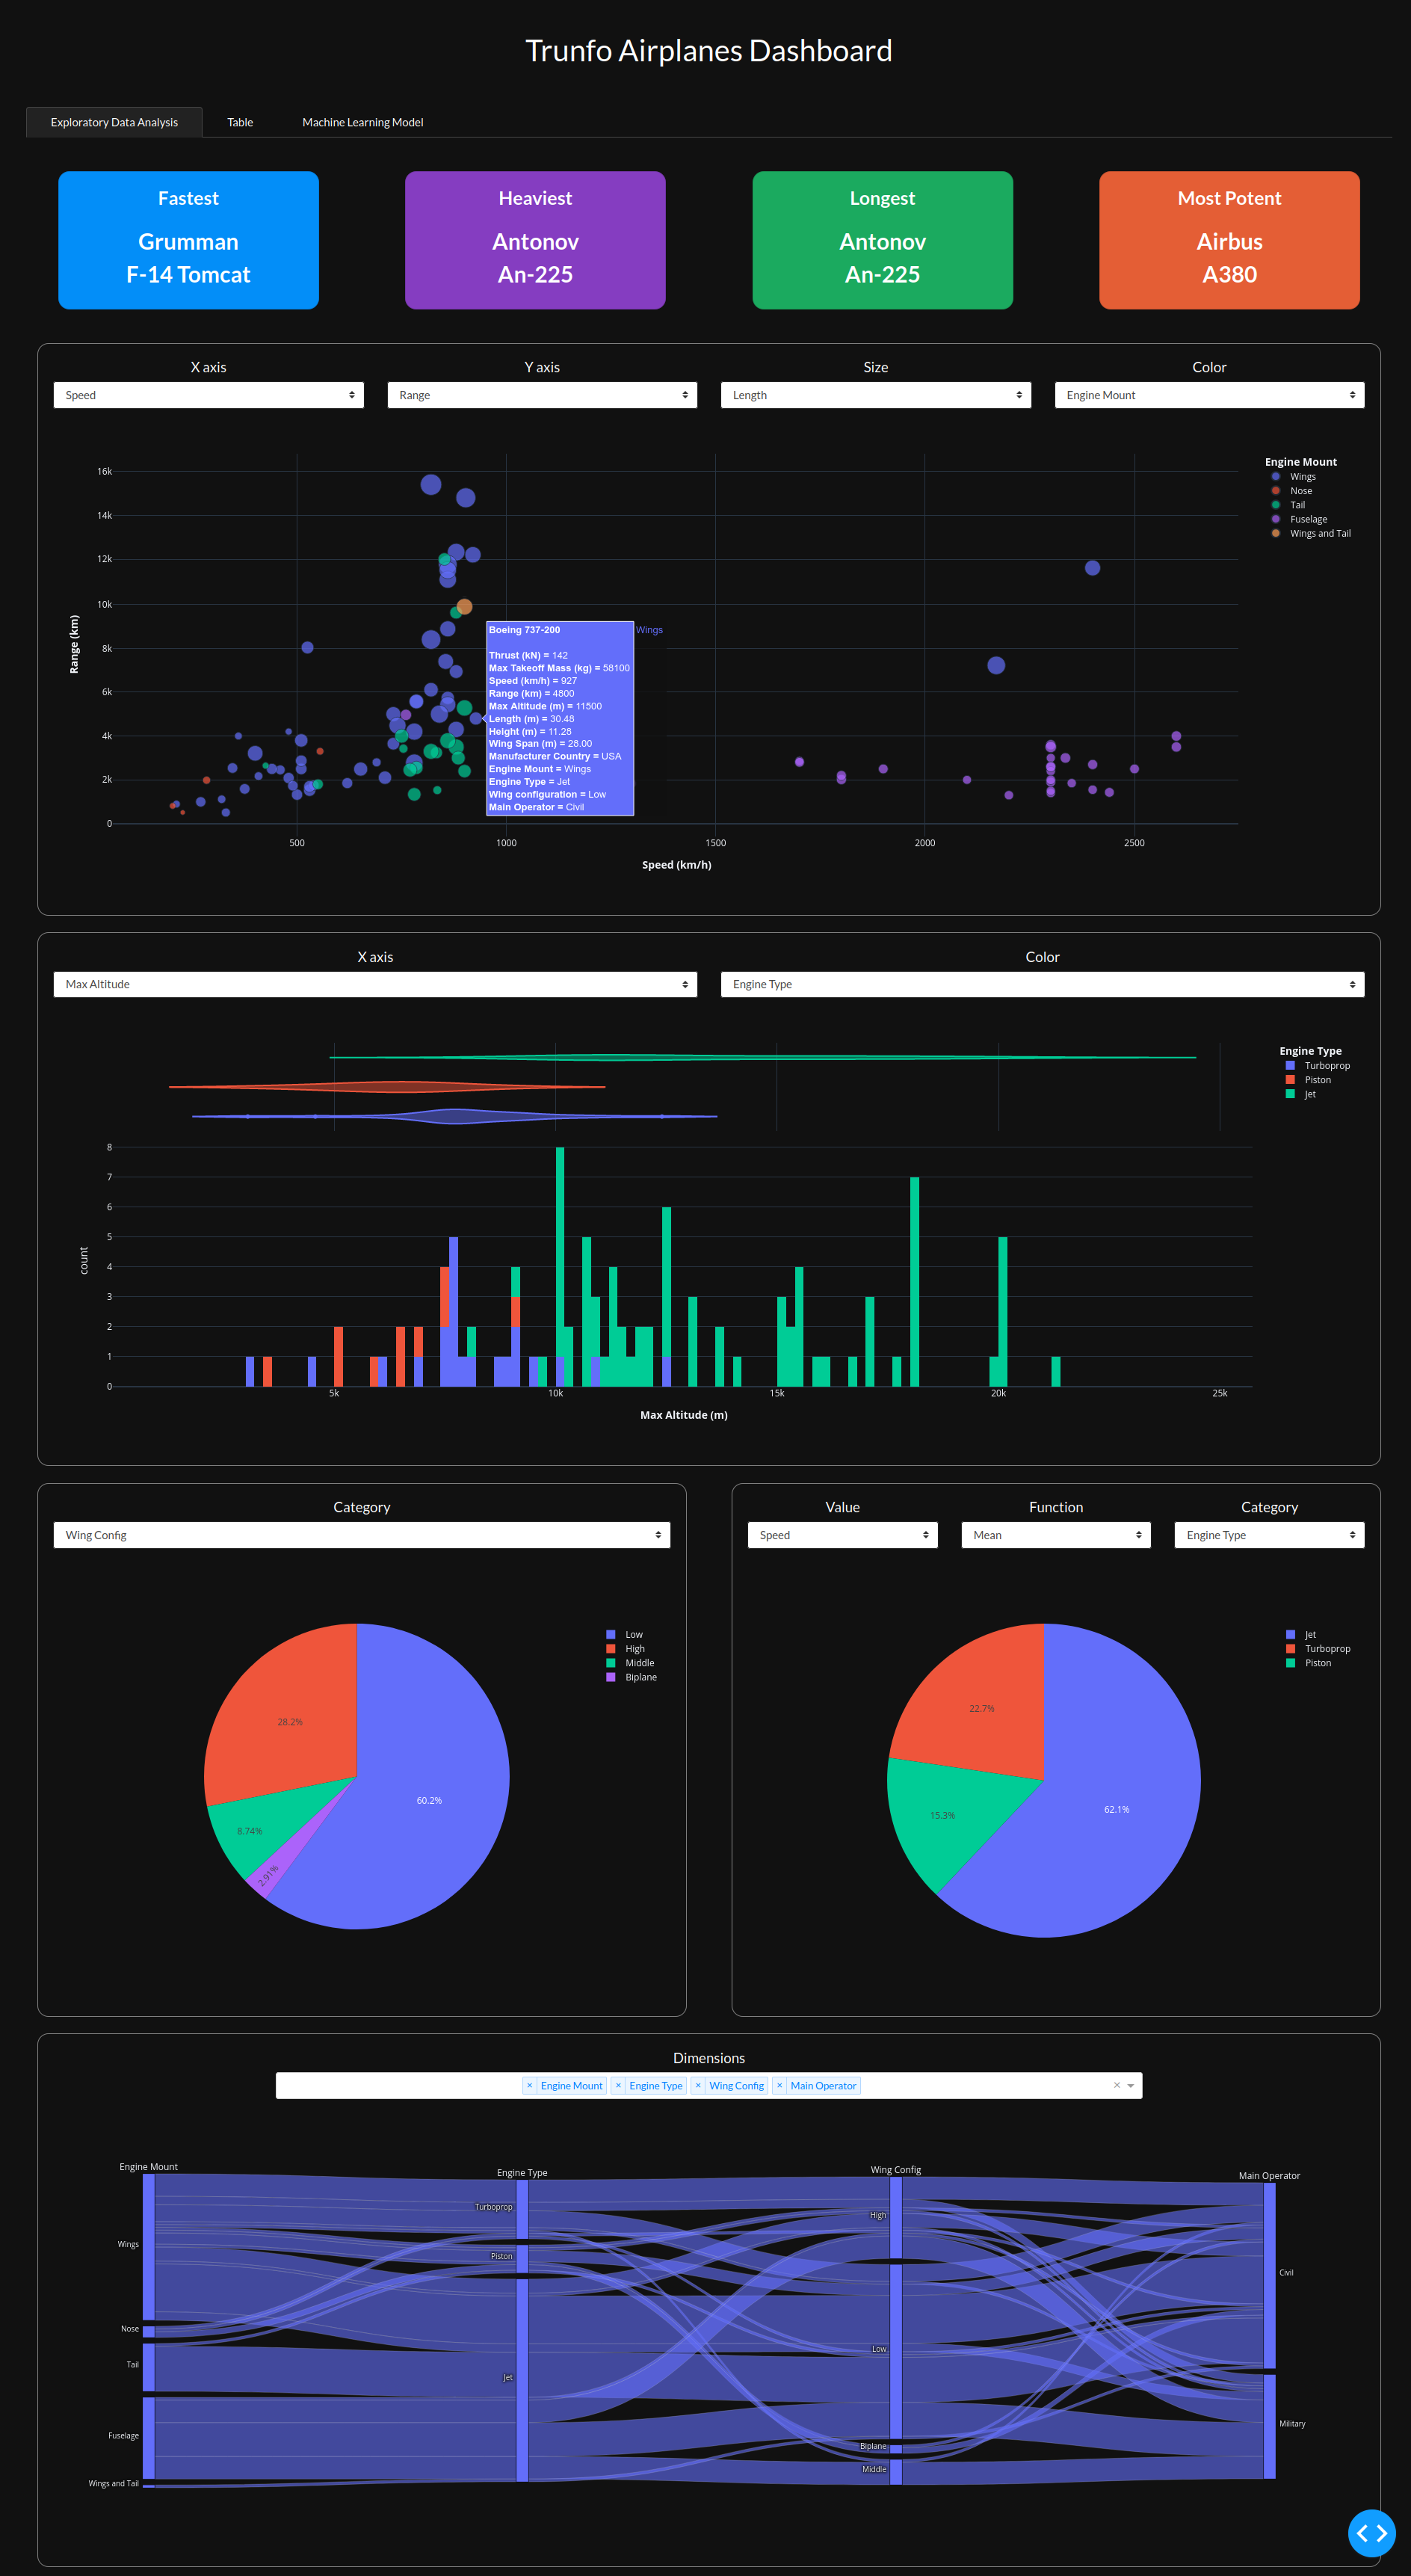 Trunfo Airplanes Dashboard
Exploratory Data Analysis
Table
Machine Learning Model
Fastest
Grumman
F-14 Tomcat
Heaviest
Antonov
An-225
Longest
Antonov
An-225
Most Potent
Airbus
A380
X axis
Speed
Y axis
Range
Size
Length
Color
Engine Mount
16k
14k
12k
10k
8k
6k
4k
2k
0
Range (km)
500
1000
1500
2000
2500
Speed (km/h)
Engine Mount
Wings
Nose
Tail
Fuselage
Wings and Tail
Boeing 737-200
Thrust (kN) = 142
Max Takeoff Mass (kg) = 58100
Speed (km/h) = 927
Range (km) = 4800
Max Altitude (m) = 11500
Length (m) = 30.48
Height (m) = 11.28
Wing Span (m) = 28.00
Manufacturer Country = USA
Engine Mount = Wings
Engine Type = Jet
Wing configuration = Low
Main Operator = Civil
Wings
X axis
Max Altitude
Color
Engine Type
Engine Type
Turboprop
Piston
Jet
8
7
6
5
4
3
2
1
0
count
5k
10k
15k
20k
25k
Max Altitude (m)
Category
Wing Config
Low
High
Middle
Biplane
28.2%
60.2%
8.74%
2.91%
Value
Speed
Function
Mean
Category
Engine Type
Jet
Turboprop
Piston
22.7%
15.3%
62.1%
Dimensions
× Engine Mount × Engine Type × Wing Config × Main Operator ×
Engine Mount
Engine Type
Wing Config
Main Operator
Wings
Nose
Tail
Fuselage
Wings and Tail
Turboprop
Piston
Jet
High
Low
Biplane
Middle
Civil
Military